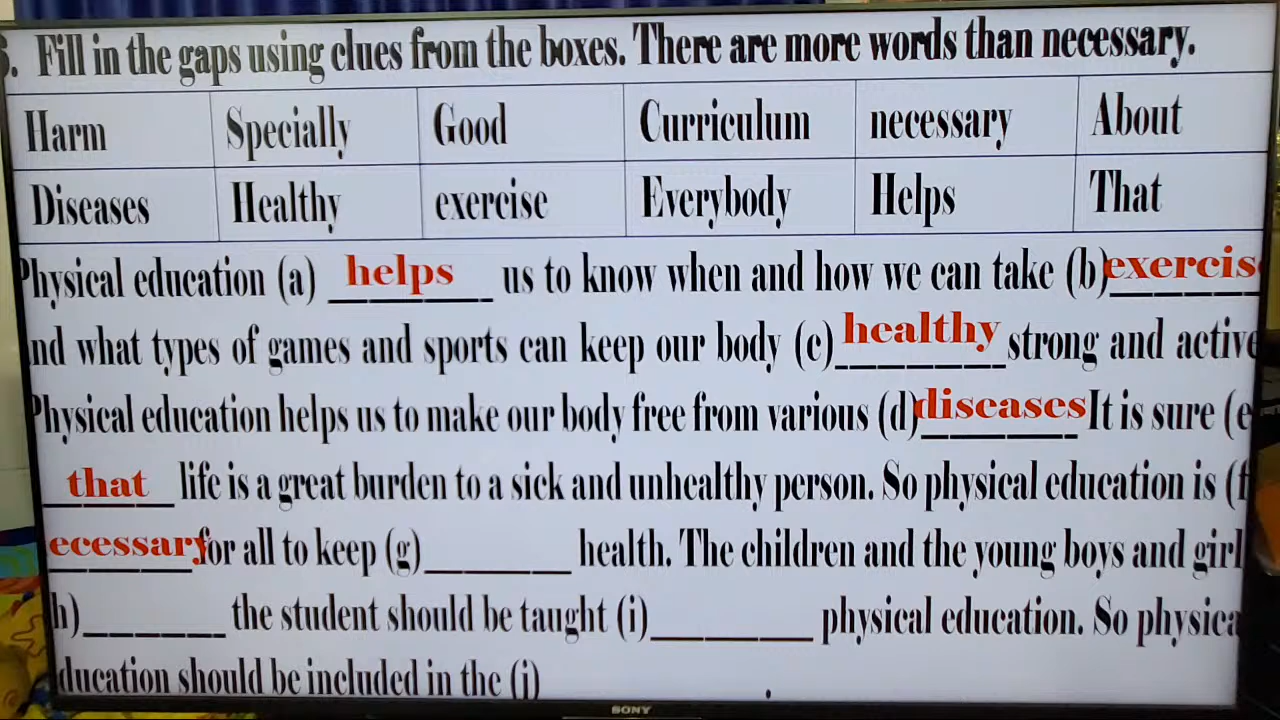 . Fill in the gaps using clues from the boxes. There are more words than necessary.
Harm Specially Good Curriculum necessary About
Diseases Healthy exercise Everybody Helps That
Physical education (a) helps us to know when and how we can take (b) exercise
nd what types of games and sports can keep our body (c) healthy strong and active
Physical education helps us to make our body free from various (d) diseases It is sure (e
that life is a great burden to a sick and unhealthy person. So physical education is (f
ecessary for all to keep (g)________ health. The children and the young boys and girl
h)________ the student should be taught (i)________ physical education. So physica
ducation should be included in the (j) .
SONY